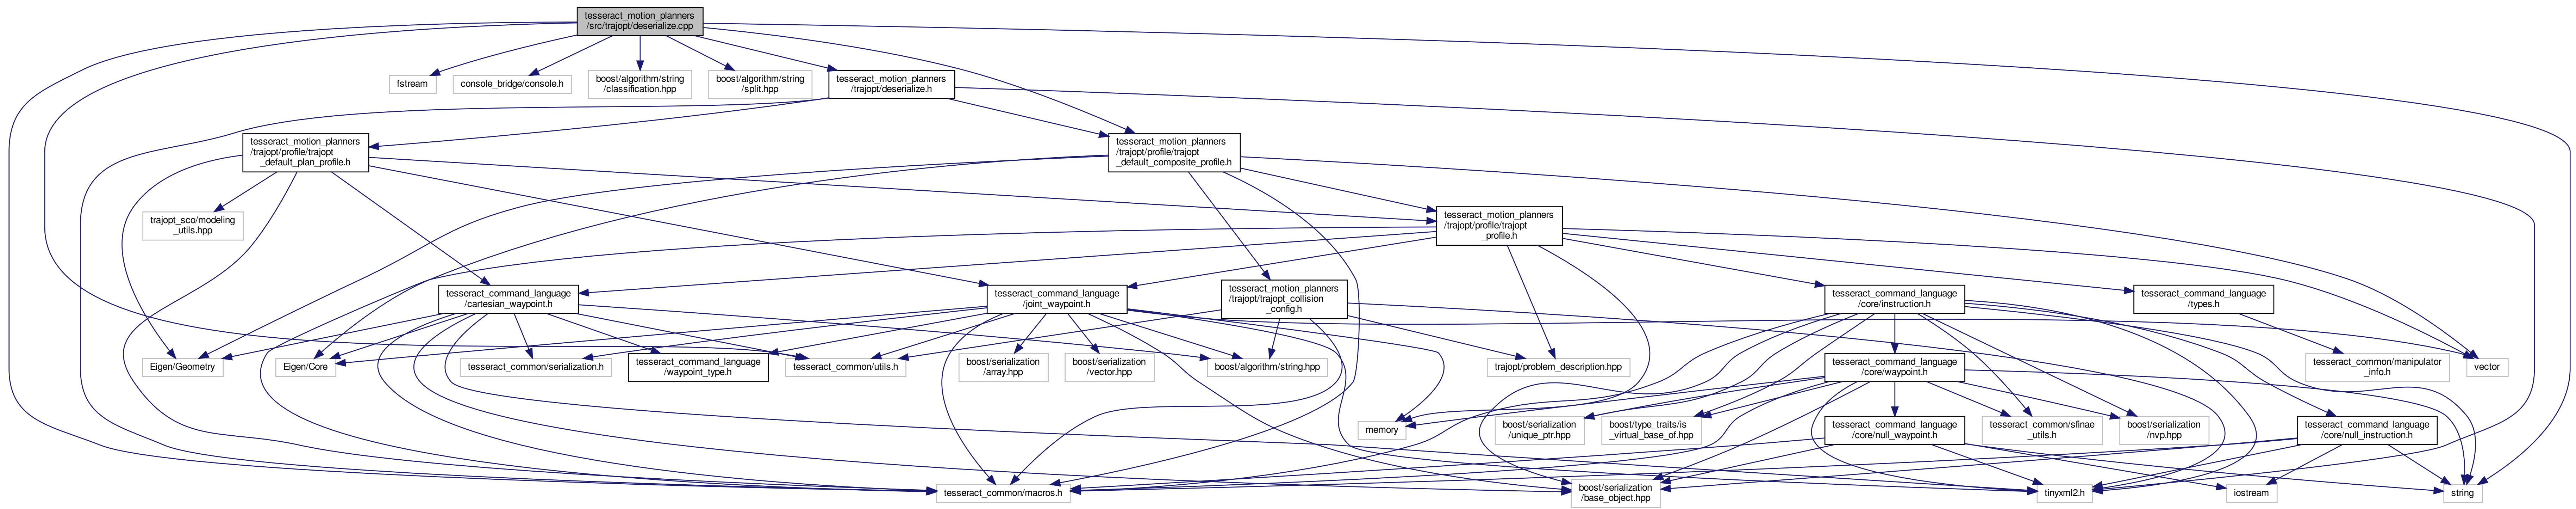 tesseract_motion_planners
/src/trajopt/deserialize.cpp
fstream
console_bridge/console.h
boost/algorithm/string
/classification.hpp
boost/algorithm/string
/split.hpp
tesseract_motion_planners
/trajopt/deserialize.h
tesseract_motion_planners
/trajopt/profile/trajopt
_default_plan_profile.h
tesseract_motion_planners
/trajopt/profile/trajopt
_default_composite_profile.h
trajopt_sco/modeling
_utils.hpp
tesseract_motion_planners
/trajopt/profile/trajopt
_profile.h
tesseract_command_language
/cartesian_waypoint.h
tesseract_command_language
/joint_waypoint.h
tesseract_motion_planners
/trajopt/trajopt_collision
_config.h
tesseract_command_language
/core/instruction.h
tesseract_command_language
/types.h
Eigen/Geometry
Eigen/Core
tesseract_common/serialization.h
tesseract_command_language
/waypoint_type.h
tesseract_common/utils.h
boost/serialization
/array.hpp
boost/serialization
/vector.hpp
boost/algorithm/string.hpp
trajopt/problem_description.hpp
tesseract_command_language
/core/waypoint.h
tesseract_common/manipulator
_info.h
vector
memory
boost/serialization
/unique_ptr.hpp
boost/type_traits/is
_virtual_base_of.hpp
tesseract_command_language
/core/null_waypoint.h
tesseract_common/sfinae
_utils.h
boost/serialization
/nvp.hpp
tesseract_command_language
/core/null_instruction.h
tesseract_common/macros.h
boost/serialization
/base_object.hpp
tinyxml2.h
iostream
string